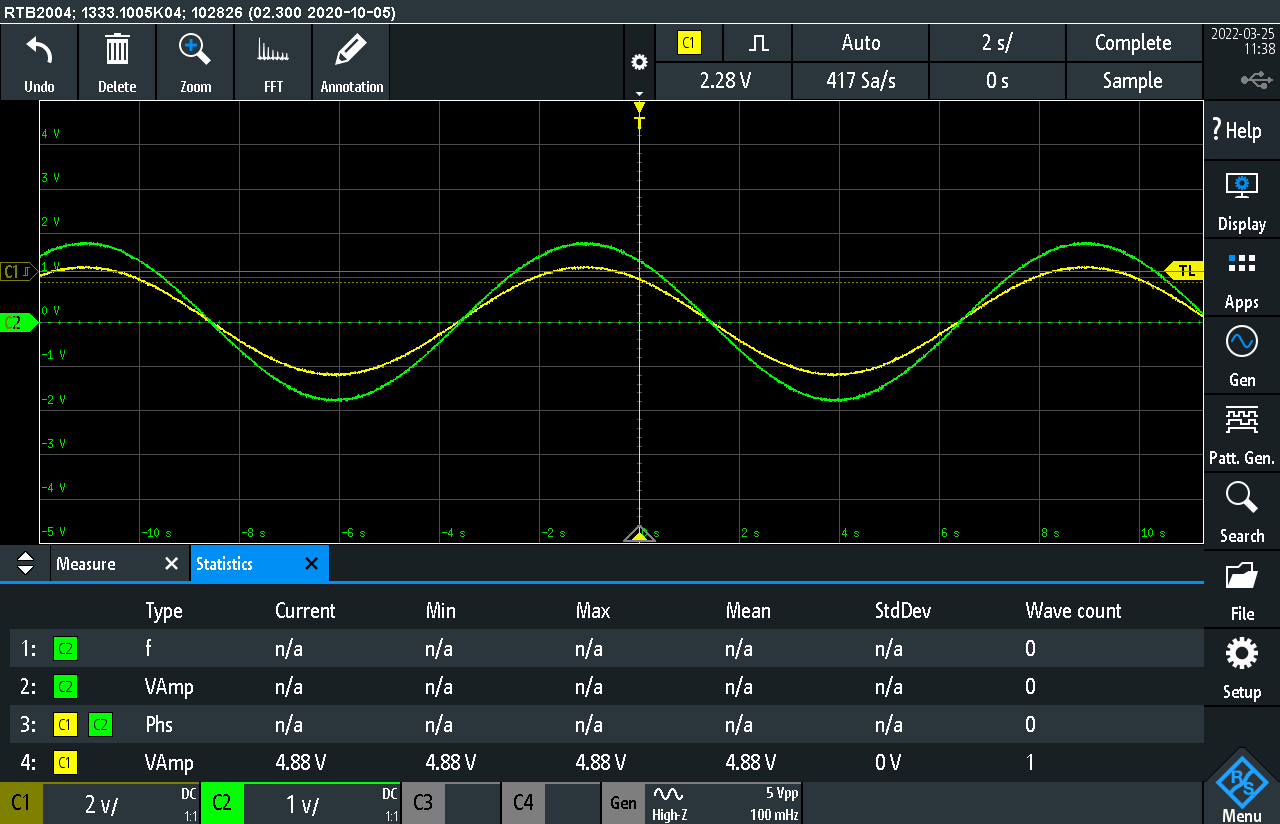 RTB2004; 1333.1005K04; 102826 (02.300 2020-10-05)
Undo Delete Zoom FFT Annotation
C1 Auto 2 s/ Complete
2.28 V 417 Sa/s 0 s Sample
2022-03-25
11:38
? Help
Display
Apps
Gen
Patt. Gen.
Search
File
Setup
R&S
Menu
T
4 V
3 V
2 V
C1 1 V TL
C2 0 V
-1 V
-2 V
-3 V
-4 V
-5 V -10 s -8 s -6 s -4 s -2 s s 2 s 4 s 6 s 8 s 10 s
Measure Statistics
Type Current Min Max Mean StdDev Wave count
1: C2 f n/a n/a n/a n/a n/a 0
2: C2 VAmp n/a n/a n/a n/a n/a 0
3: C1 C2 Phs n/a n/a n/a n/a n/a 0
4: C1 VAmp 4.88 V 4.88 V 4.88 V 4.88 V 0 V 1
C1 2 v/ DC 1:1 C2 1 v/ DC 1:1 C3 C4 Gen High-Z 5 Vpp 100 mHz